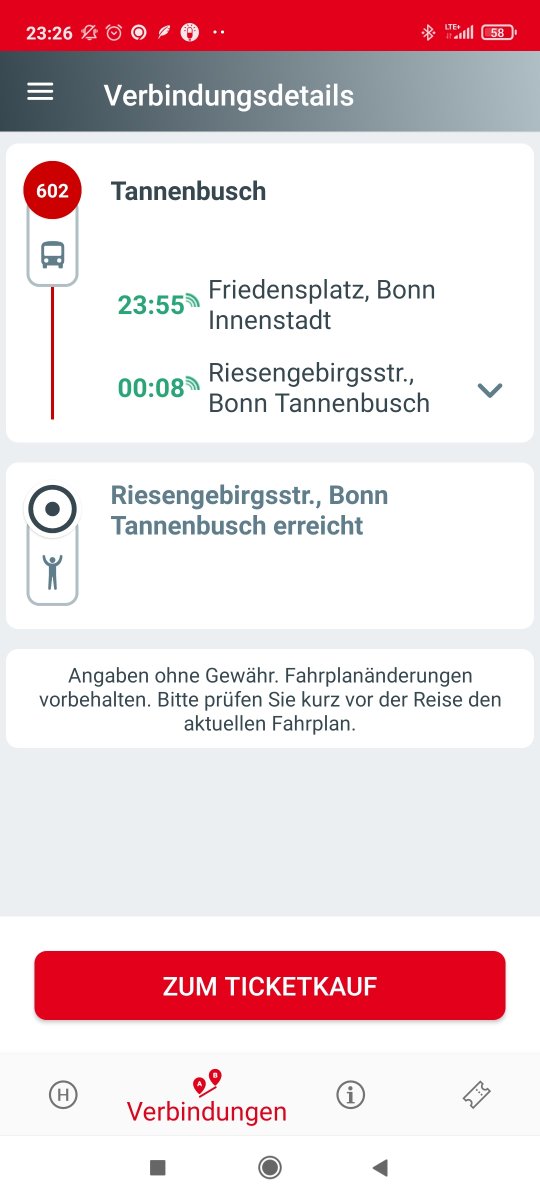 23:26
LTE+
58
Verbindungsdetails
602
Tannenbusch
23:55 Friedensplatz, Bonn
Innenstadt
00:08 Riesengebirgsstr.,
Bonn Tannenbusch
Riesengebirgsstr., Bonn
Tannenbusch erreicht
Angaben ohne Gewähr. Fahrplanänderungen
vorbehalten. Bitte prüfen Sie kurz vor der Reise den
aktuellen Fahrplan.
ZUM TICKETKAUF
H
A B
Verbindungen